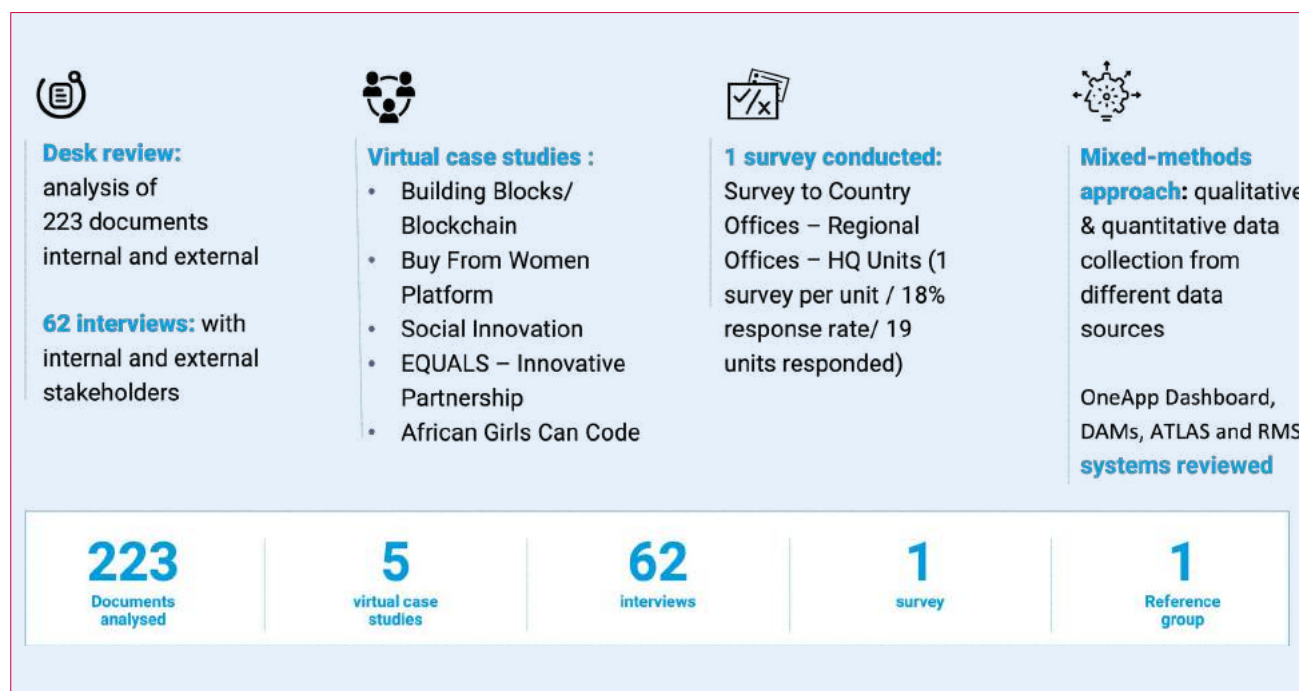 Desk review:
analysis of
223 documents
internal and external
62 interviews: with
internal and external
stakeholders
Virtual case studies :
• Building Blocks/
Blockchain
• Buy From Women
Platform
• Social Innovation
• EQUALS – Innovative
Partnership
• African Girls Can Code
1 survey conducted:
Survey to Country
Offices – Regional
Offices – HQ Units (1
survey per unit / 18%
response rate/ 19
units responded)
Mixed-methods
approach: qualitative
& quantitative data
collection from
different data
sources
OneApp Dashboard,
DAMs, ATLAS and RMS
systems reviewed
223
Documents
analysed
5
virtual case
studies
62
interviews
1
survey
1
Reference
group